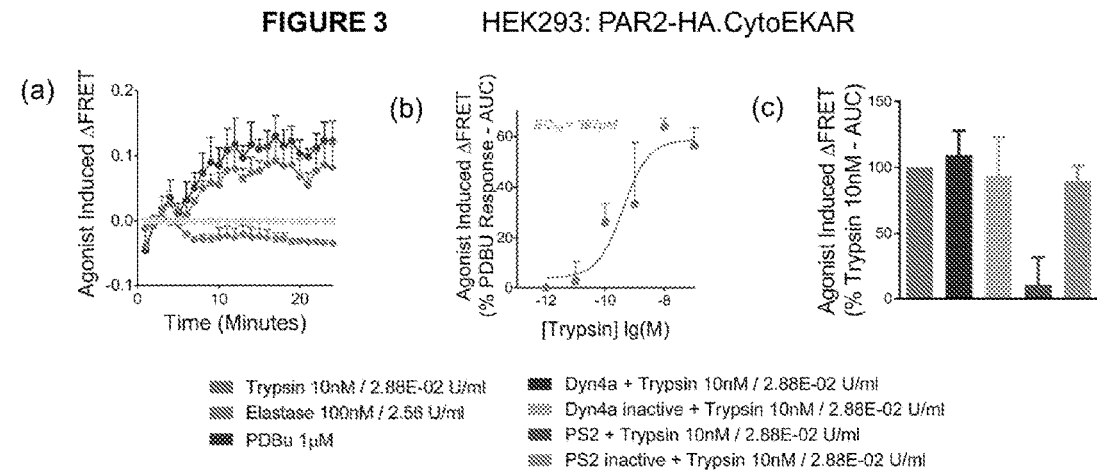 FIGURE 3 HEK293: PAR2-HA.CytoEKAR
(a)
Agonist Induced ΔFRET
0.2
0.1
0.0
-0.1
0 10 20
Time (Minutes)
(b)
Agonist Induced ΔFRET
(% PDBU Response - AUC)
60
40
20
0
-12 -10 -8
[Trypsin] lg(M)
(c)
Agonist Induced ΔFRET
(% Trypsin 10nM - AUC)
150
100
50
0
Trypsin 10nM / 2.88E-02 U/ml
Elastase 100nM / 2.56 U/ml
PDBu 1µM
Dyn4a + Trypsin 10nM / 2.88E-02 U/ml
Dyn4a inactive + Trypsin 10nM / 2.88E-02 U/ml
PS2 + Trypsin 10nM / 2.88E-02 U/ml
PS2 inactive + Trypsin 10nM / 2.88E-02 U/ml